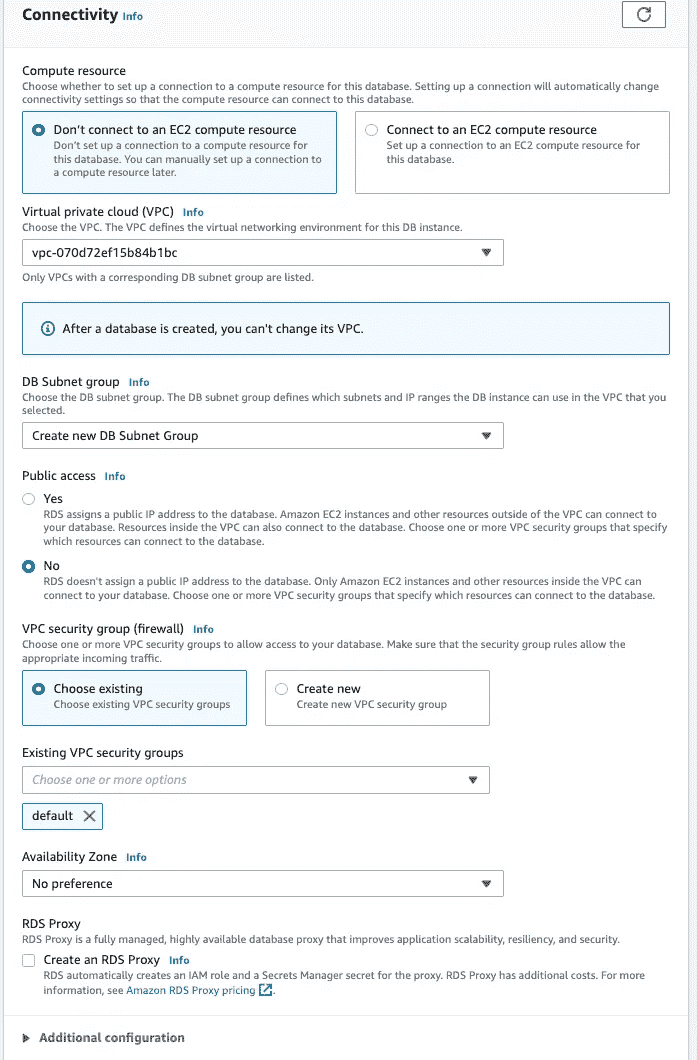 Connectivity Info
Compute resource
Choose whether to set up a connection to a compute resource for this database. Setting up a connection will automatically change
connectivity settings so that the compute resource can connect to this database.
Don't connect to an EC2 compute resource
Don't set up a connection to a compute resource for
this database. You can manually set up a connection to
a compute resource later.
Connect to an EC2 compute resource
Set up a connection to an EC2 compute resource for
this database.
Virtual private cloud (VPC) Info
Choose the VPC. The VPC defines the virtual networking environment for this DB instance.
vpc-070d72ef15b84b1bc
Only VPCs with a corresponding DB subnet group are listed.
After a database is created, you can't change its VPC.
DB Subnet group Info
Choose the DB subnet group. The DB subnet group defines which subnets and IP ranges the DB instance can use in the VPC that you
selected.
Create new DB Subnet Group
Public access Info
Yes
RDS assigns a public IP address to the database. Amazon EC2 instances and other resources outside of the VPC can connect to
your database. Resources inside the VPC can also connect to the database. Choose one or more VPC security groups that specify
which resources can connect to the database.
No
RDS doesn't assign a public IP address to the database. Only Amazon EC2 instances and other resources inside the VPC can
connect to your database. Choose one or more VPC security groups that specify which resources can connect to the database.
VPC security group (firewall) Info
Choose one or more VPC security groups to allow access to your database. Make sure that the security group rules allow the
appropriate incoming traffic.
Choose existing
Choose existing VPC security groups
Create new
Create new VPC security group
Existing VPC security groups
Choose one or more options
default
Availability Zone Info
No preference
RDS Proxy
RDS Proxy is a fully managed, highly available database proxy that improves application scalability, resiliency, and security.
Create an RDS Proxy Info
RDS automatically creates an IAM role and a Secrets Manager secret for the proxy. RDS Proxy has additional costs. For more
information, see Amazon RDS Proxy pricing.
Additional configuration